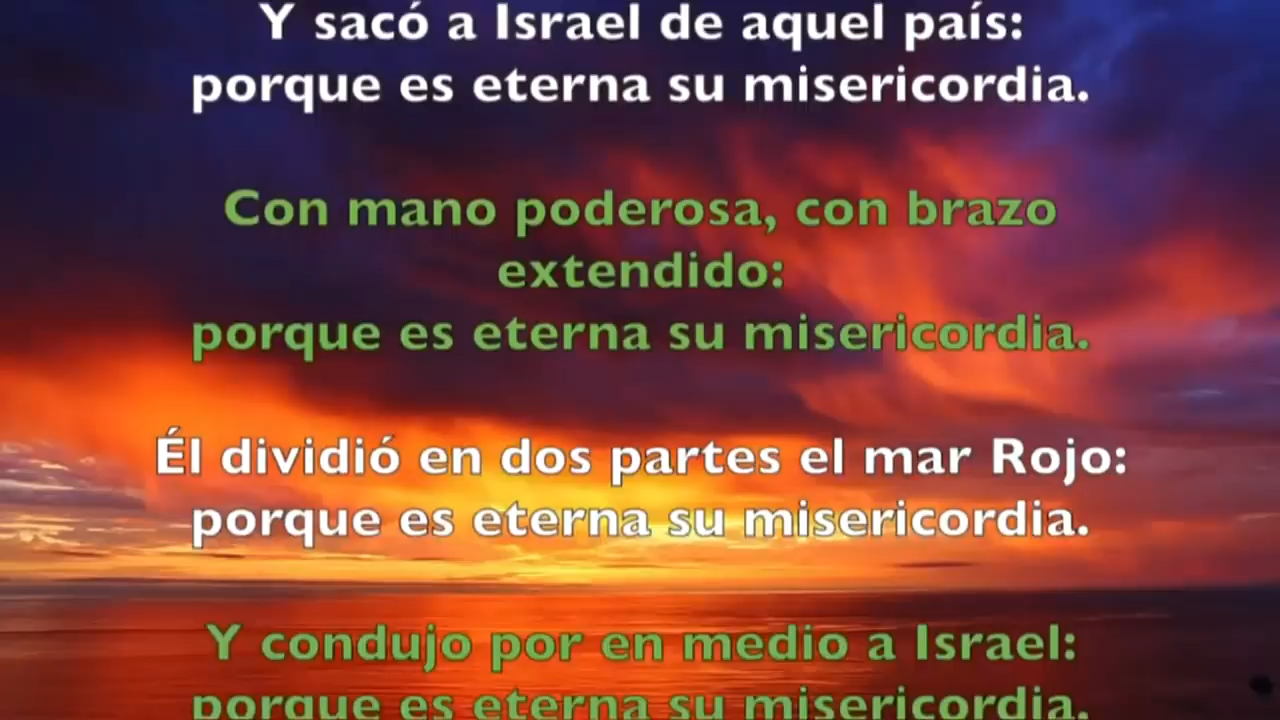 Y sacó a Israel de aquel país:
porque es eterna su misericordia.
Con mano poderosa, con brazo
extendido:
porque es eterna su misericordia.
Él dividió en dos partes el mar Rojo:
porque es eterna su misericordia.
Y condujo por en medio a Israel:
porque es eterna su misericordia.